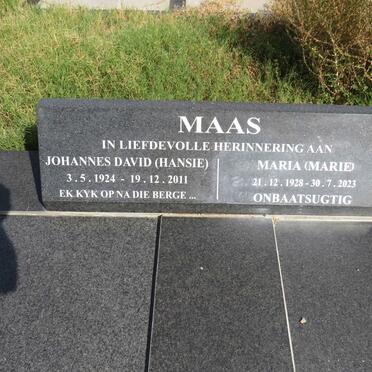 MAAS
IN LIEFDEVOLLE HERINNERING AAN
JOHANNES DAVID (HANSIE)
3.5.1924 - 19.12.2011
EK KYK OP NA DIE BERGE ...
MARIA (MARIE)
21.12.1928 - 30.7.2023
ONBAATSUGTIG